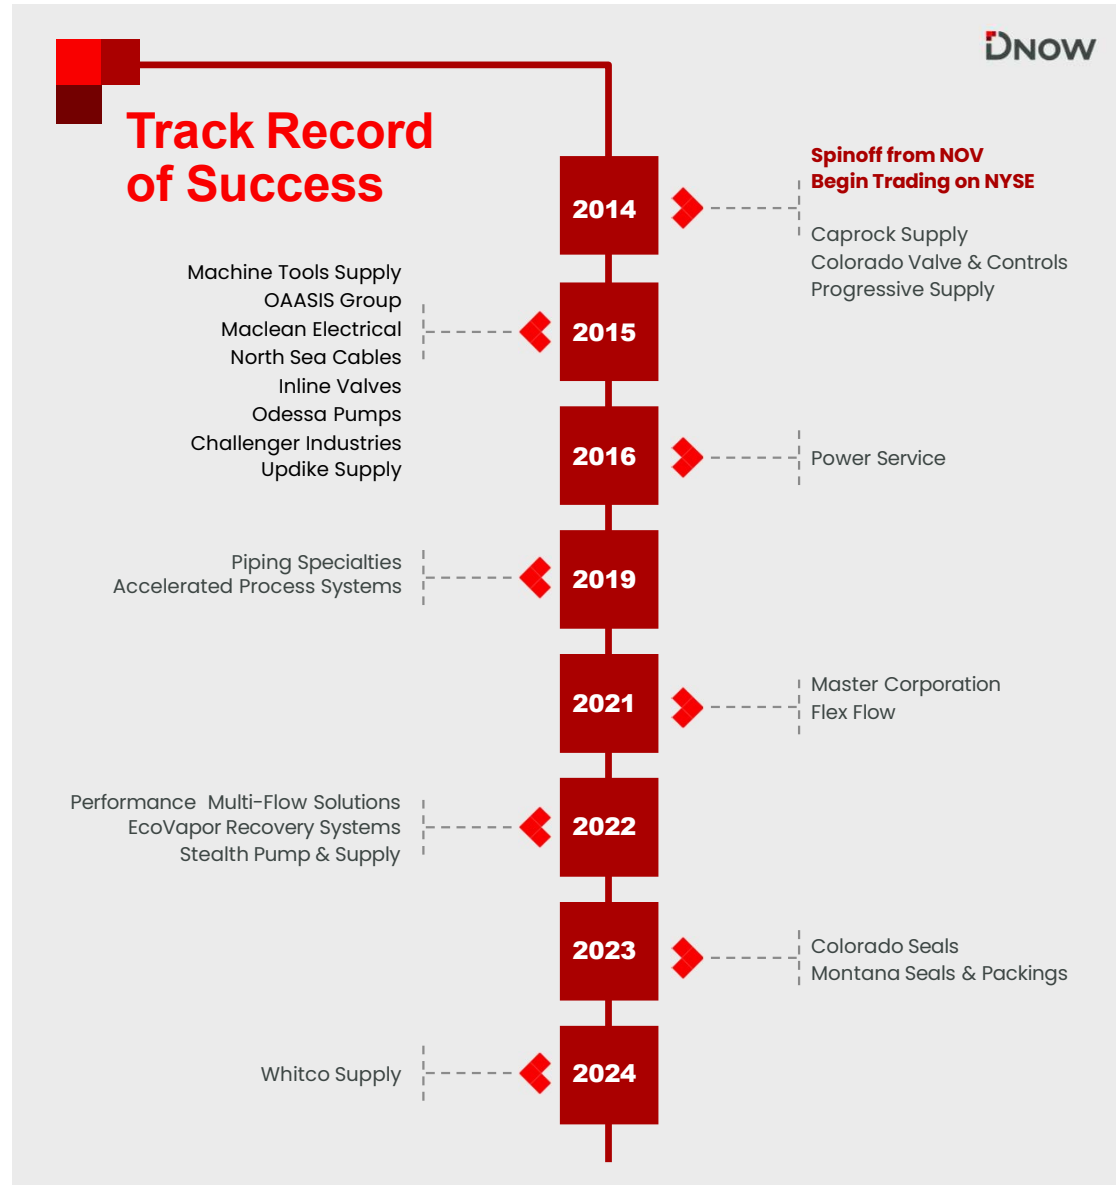 DNOW
Track Record
of Success
2014
Spinoff from NOV
Begin Trading on NYSE
Caprock Supply
Colorado Valve & Controls
Progressive Supply
Machine Tools Supply
OAASIS Group
Maclean Electrical
North Sea Cables
Inline Valves
Odessa Pumps
Challenger Industries
Updike Supply
2015
2016
Power Service
Piping Specialties
Accelerated Process Systems
2019
2021
Master Corporation
Flex Flow
Performance Multi-Flow Solutions
EcoVapor Recovery Systems
Stealth Pump & Supply
2022
2023
Colorado Seals
Montana Seals & Packings
Whitco Supply
2024